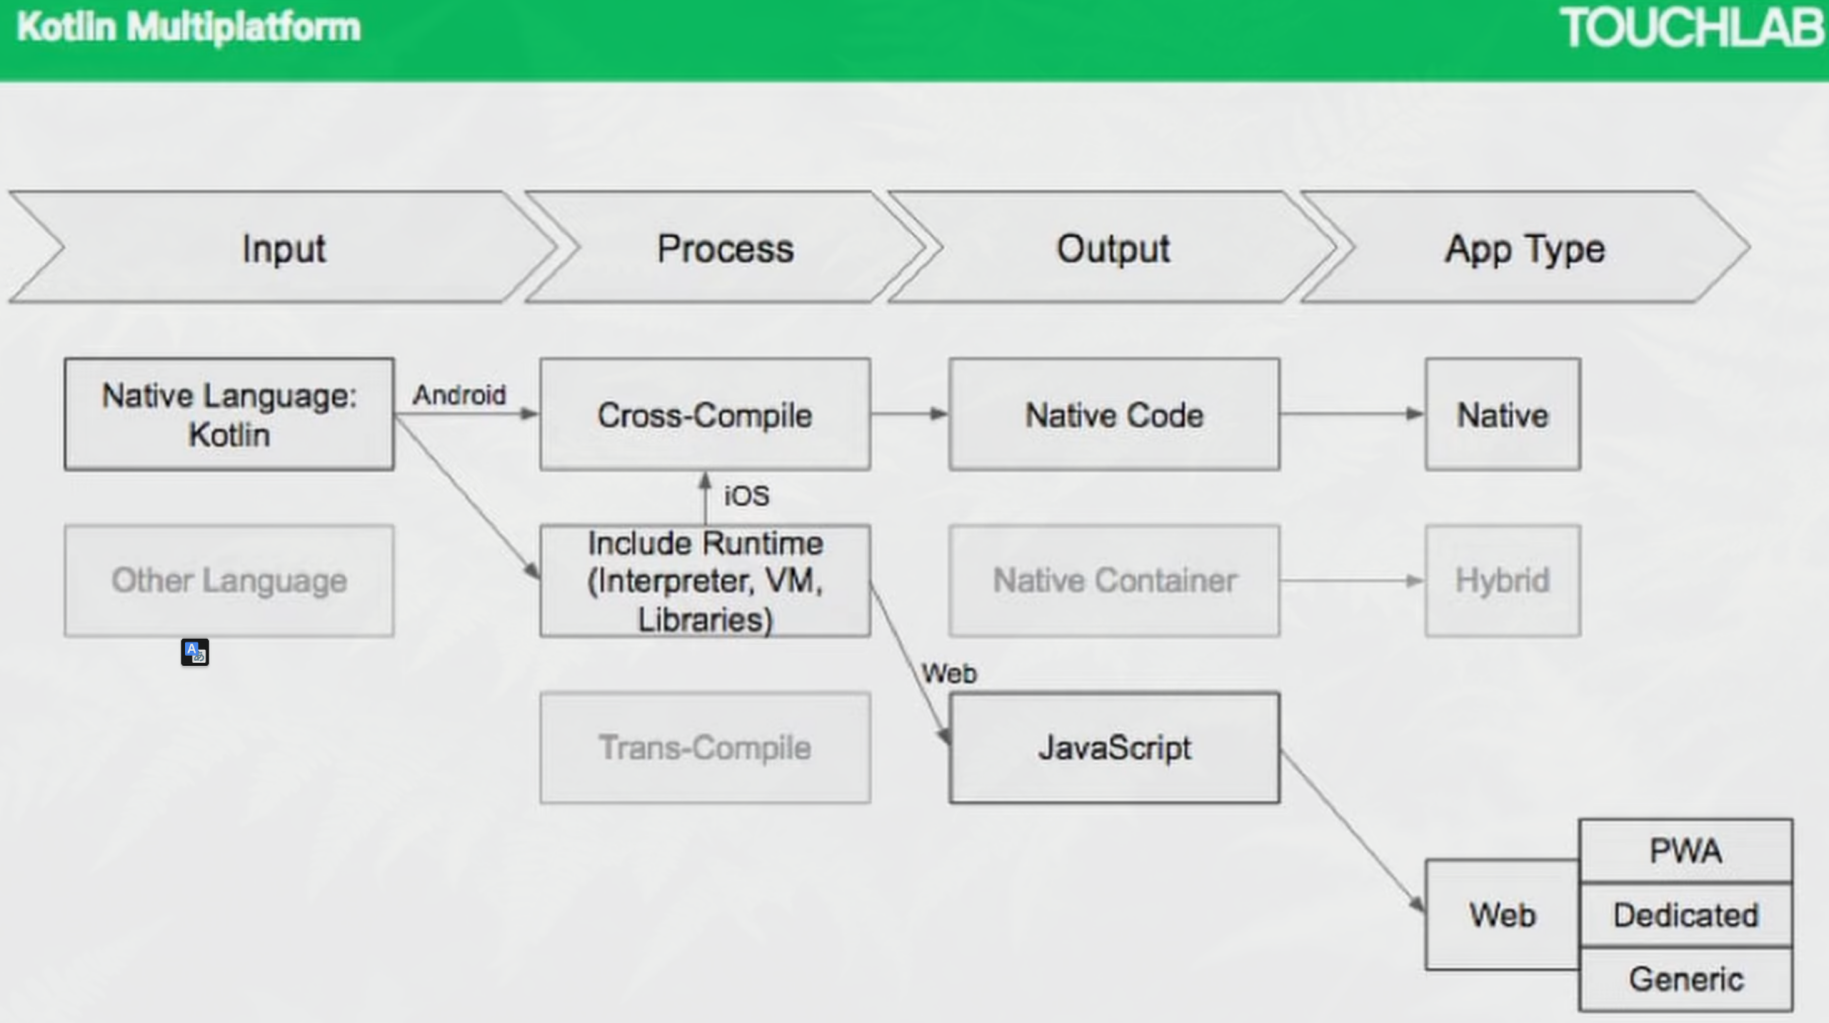 Kotlin Multiplatform
TOUCHLAB
Input
Process
Output
App Type
Native Language:
Kotlin
Android
Cross-Compile
Native Code
Native
iOS
Other Language
Include Runtime
(Interpreter, VM,
Libraries)
Native Container
Hybrid
Web
Trans-Compile
JavaScript
Web
PWA
Dedicated
Generic